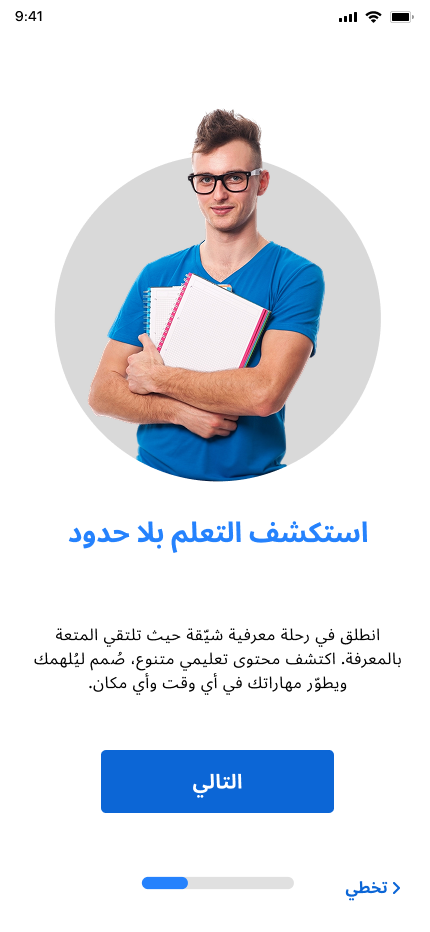 9:41
استكشف التعلم بلا حدود
انطلق في رحلة معرفية شيّقة حيث تلتقي المتعة
بالمعرفة. اكتشف محتوى تعليمي متنوع، صُمم ليُلهمك
ويطوّر مهاراتك في أي وقت وأي مكان.
التالي
تخطي